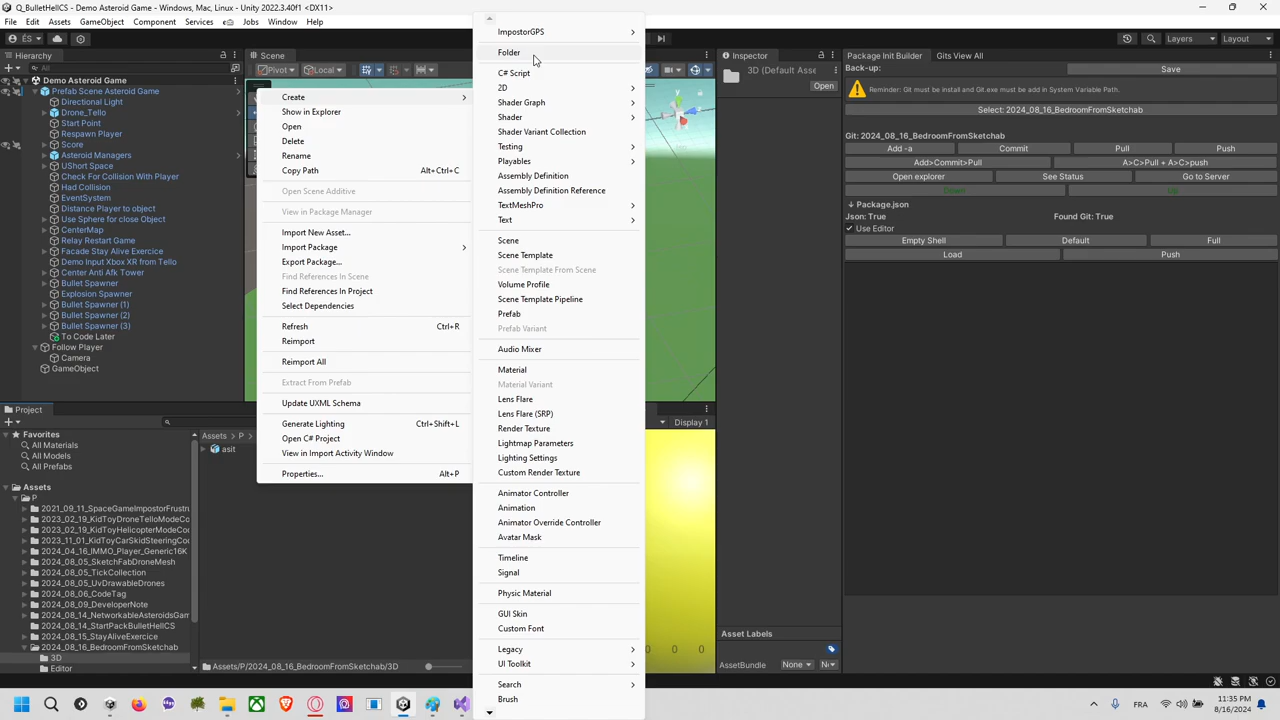 Q_BulletHellCS - Demo Asteroid Game - Windows, Mac, Linux - Unity 2022.3.40f1 <DX11>
File Edit Assets GameObject Component Services Jobs Window Help
ÉS
Layers Layout
Hierarchy
All
Demo Asteroid Game
Prefab Scene Asteroid Game
Directional Light
Drone_Tello
Start Point
Respawn Player
Score
Asteroid Managers
UShort Space
Check For Collision With Player
Had Collision
EventSystem
Distance Player to object
Use Sphere for close Object
CenterMap
Relay Restart Game
Facade Stay Alive Exercice
Demo Input Xbox XR from Tello
Center Anti Afk Tower
Bullet Spawner
Explosion Spawner
Bullet Spawner (1)
Bullet Spawner (2)
Bullet Spawner (3)
To Code Later
Follow Player
Camera
GameObject
Scene
Pivot
Create
Show in Explorer
Open
Delete
Rename
Copy Path Alt+Ctrl+C
Open Scene Additive
View in Package Manager
Import New Asset...
Import Package
Export Package...
Find References In Scene
Find References In Project
Select Dependencies
Refresh Ctrl+R
Reimport
Reimport All
Extract From Prefab
Update UXML Schema
Generate Lighting Ctrl+Shift+L
Open C# Project
View in Import Activity Window
Properties... Alt+P
ImpostorGPS
Folder
C# Script
2D
Shader Graph
Shader
Shader Variant Collection
Testing
Playables
Assembly Definition
Assembly Definition Reference
TextMeshPro
Text
Scene
Scene Template
Scene Template From Scene
Volume Profile
Scene Template Pipeline
Prefab
Prefab Variant
Audio Mixer
Material
Material Variant
Lens Flare
Lens Flare (SRP)
Render Texture
Lightmap Parameters
Lighting Settings
Custom Render Texture
Animator Controller
Animation
Animator Override Controller
Avatar Mask
Timeline
Signal
Physic Material
GUI Skin
Custom Font
Legacy
UI Toolkit
Search
Brush
y
Display 1
0 0 0
Inspector
3D (Default Asse
Open
Asset Labels
AssetBundle None
Package Init Builder Gits View All
Back-up: Save
Reminder: Git must be install and Git.exe must be add in System Variable Path.
Select: 2024_08_16_BedroomFromSketchab
Git: 2024_08_16_BedroomFromSketchab
Add -a Commit Pull Push
Add>Commit>Pull A>C>Pull + A>C>push
Open explorer See Status Go to Server
Down Up
Package.json
Json: True Found Git: True
Use Editor
Empty Shell Default Full
Load Push
Project
Favorites
All Materials
All Models
All Prefabs
Assets
P
2021_09_11_SpaceGameImpostorFrustru
2023_02_19_KidToyDroneTelloModeCo
2023_02_19_KidToyHelicopterModeCo
2023_11_01_KidToyCarSkidSteeringCo
2024_04_16_IMMO_Player_Generic16K
2024_08_05_SketchFabDroneMesh
2024_08_05_TickCollection
2024_08_05_UvDrawableDrones
2024_08_06_CodeTag
2024_08_09_DeveloperNote
2024_08_14_NetworkableAsteroidsGam
2024_08_14_StartPackBulletHellCS
2024_08_15_StayAliveExercice
2024_08_16_BedroomFromSketchab
3D
Editor
Assets > P >
asit
Assets/P/2024_08_16_BedroomFromSketchab/3D
FRA
11:35 PM
8/16/2024